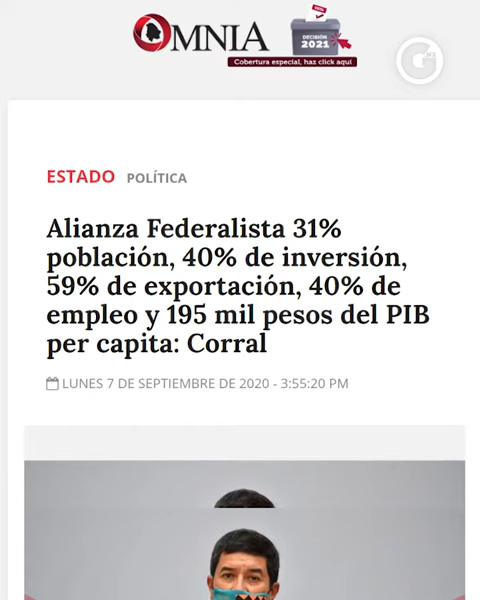 OMNIA
DECISIÓN
2021
Cobertura especial, haz click aquí
ESTADO POLÍTICA
Alianza Federalista 31%
población, 40% de inversión,
59% de exportación, 40% de
empleo y 195 mil pesos del PIB
per capita: Corral
LUNES 7 DE SEPTIEMBRE DE 2020 - 3:55:20 PM